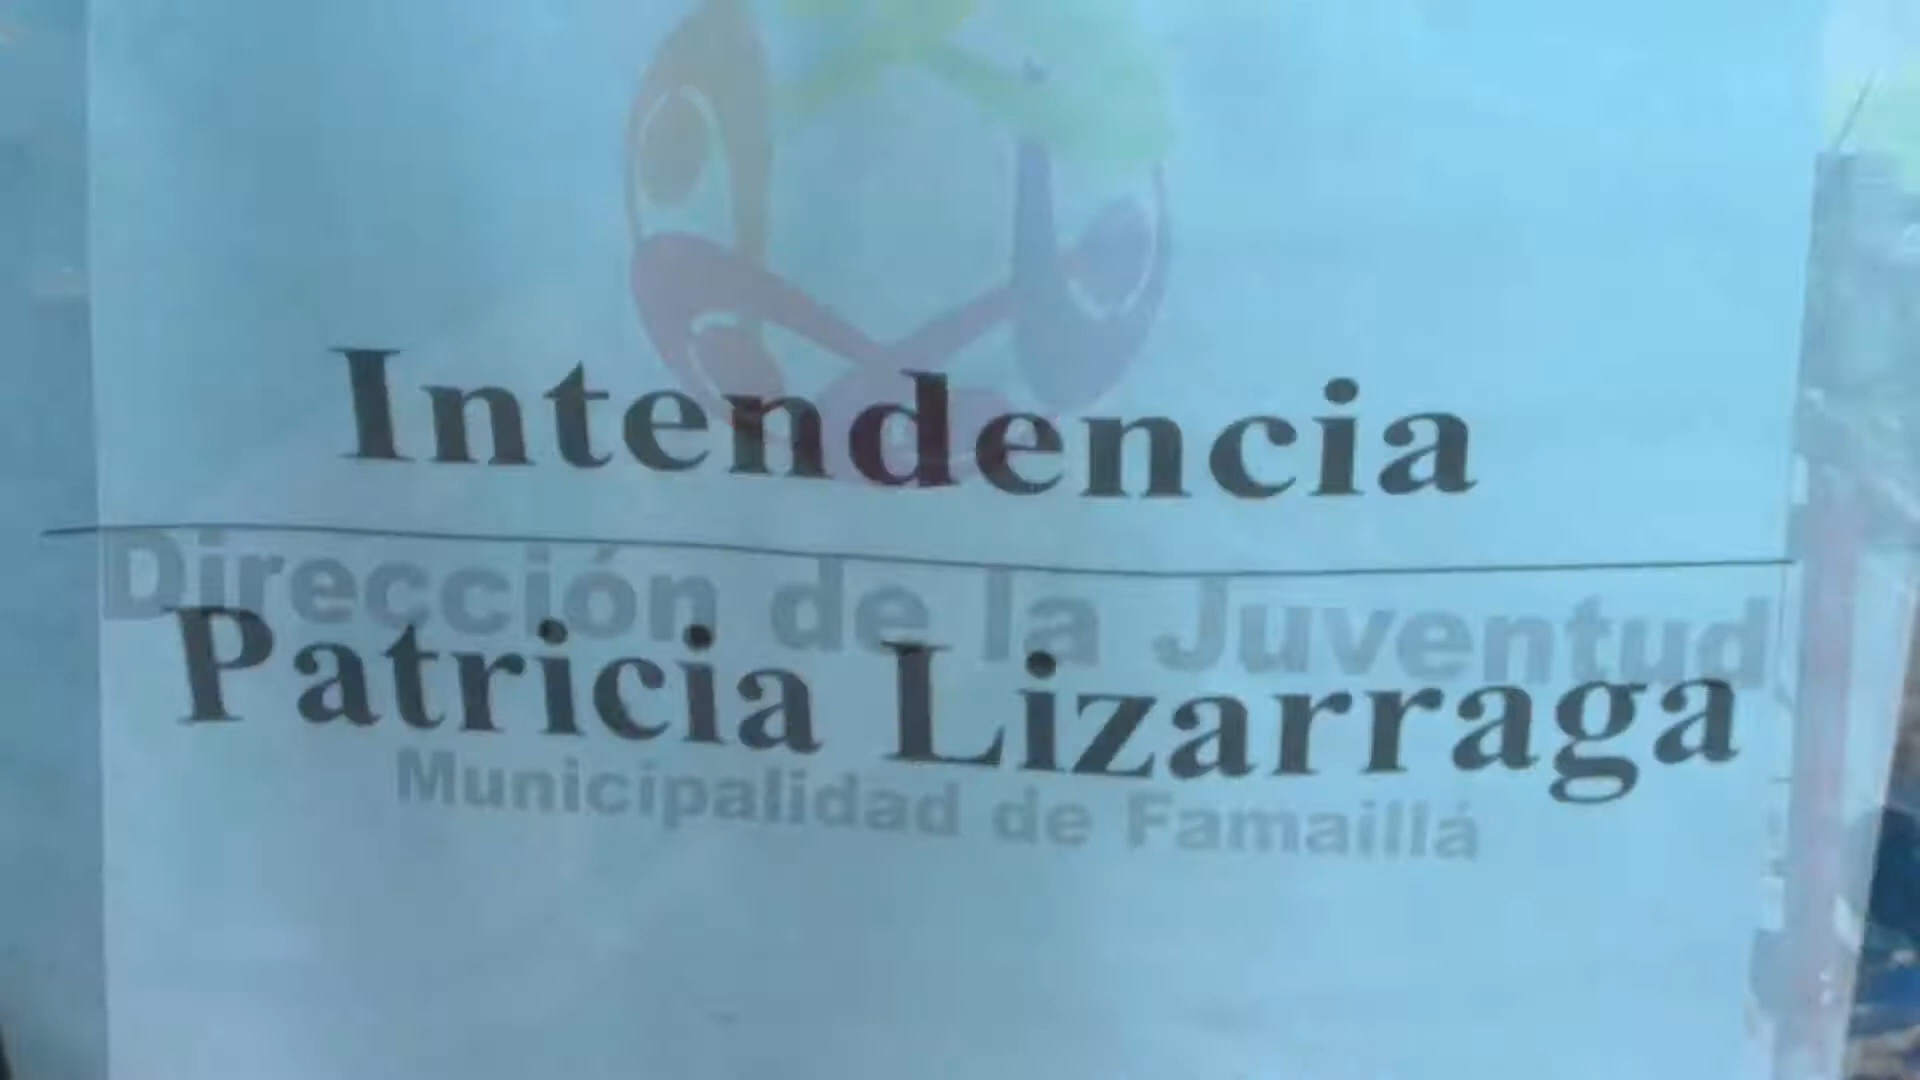 Intendencia
Dirección de la Juventud
Patricia Lizarraga
Municipalidad de Famaillá